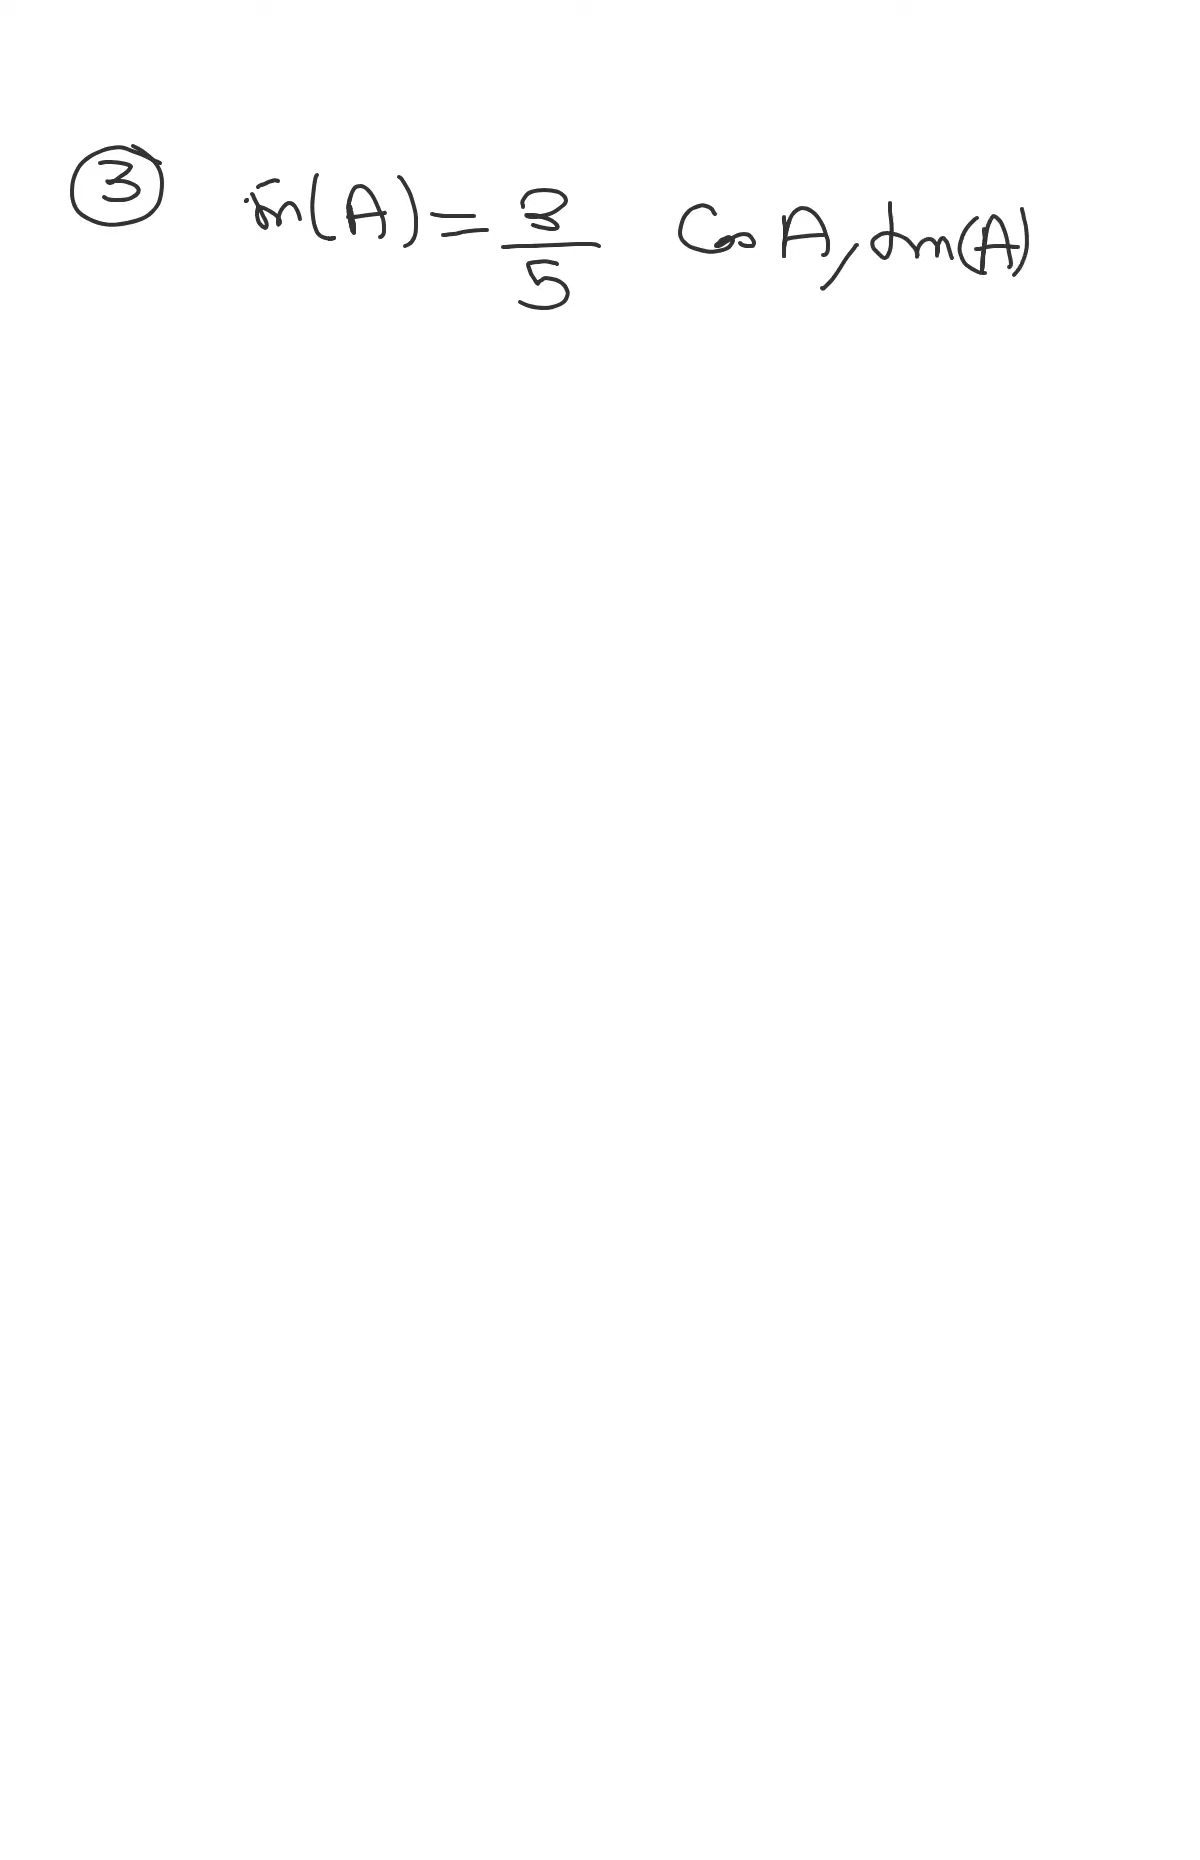 ③ sin(A) = 3/5 Cos A, tan(A)